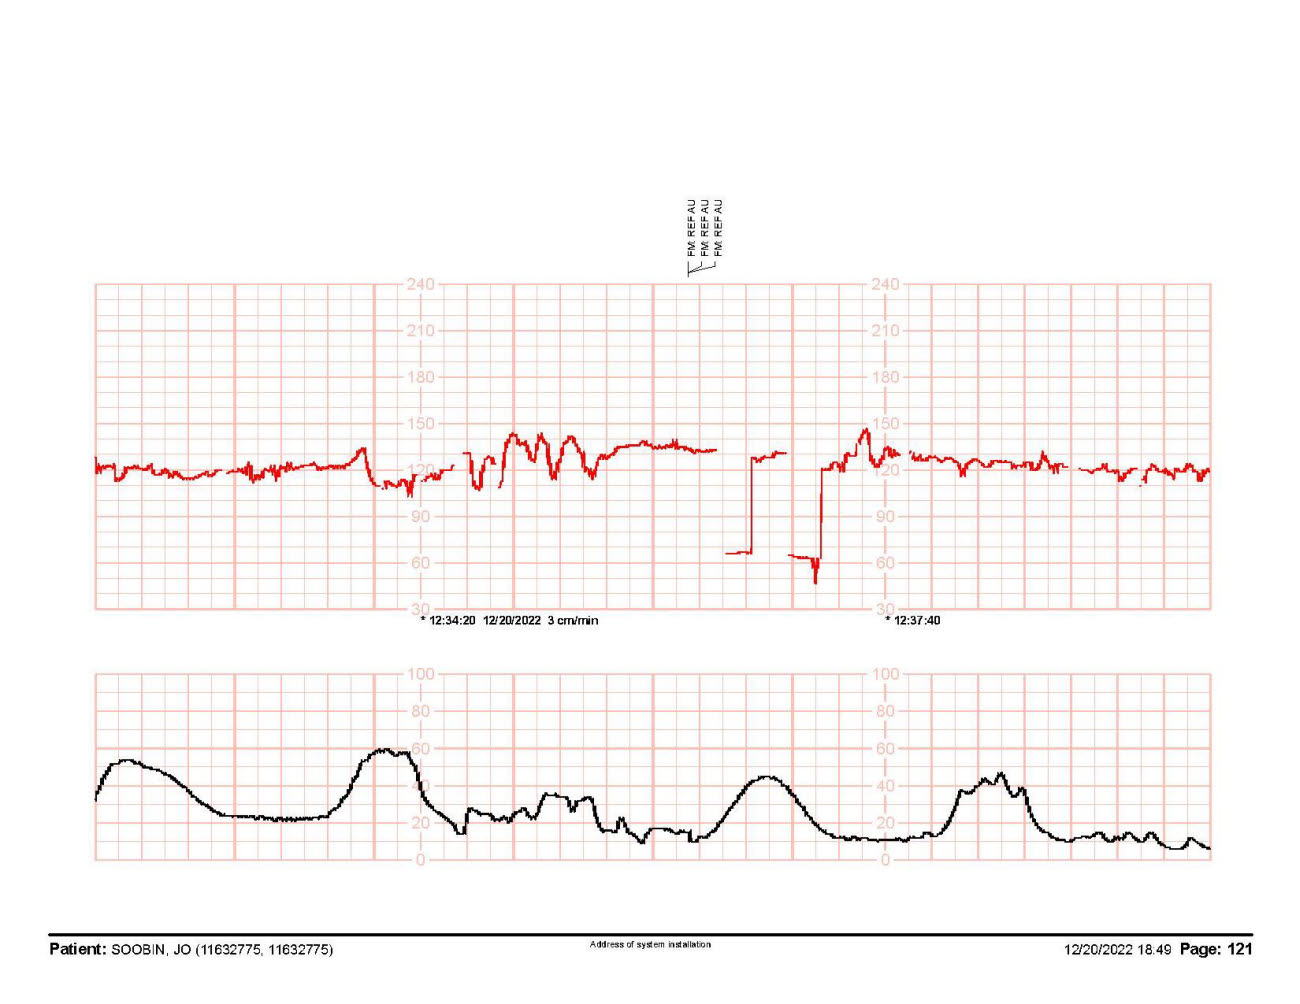 FM: REF AU
FM: REF AU
FM: REF AU
240 240
210 210
180 180
150 150
120 120
90 90
60 60
30 30
* 12:34:20 12/20/2022 3 cm/min * 12:37:40
100 100
80 80
60 60
40 40
20 20
0 0
Patient: SOOBIN, JO (11632775, 11632775) Address of system installation 12/20/2022 18:49 Page: 121